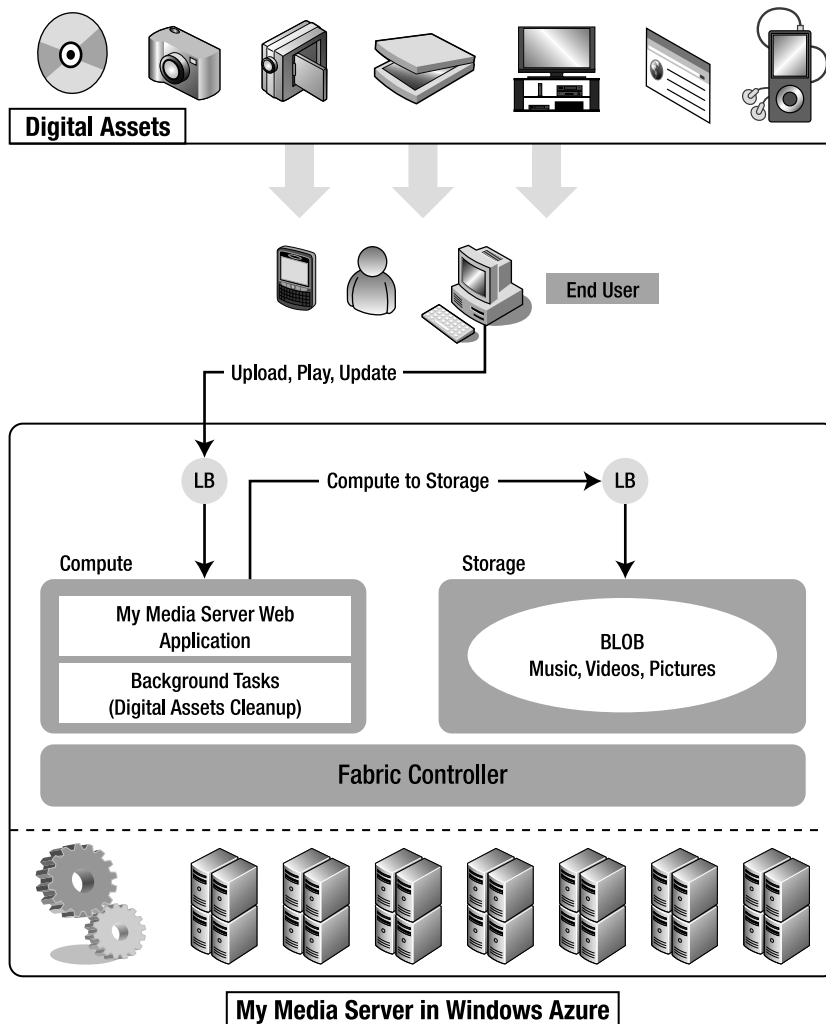 Digital Assets
End User
Upload, Play, Update
LB
Compute to Storage
LB
Compute
Storage
My Media Server Web
Application
Background Tasks
(Digital Assets Cleanup)
BLOB
Music, Videos, Pictures
Fabric Controller
My Media Server in Windows Azure